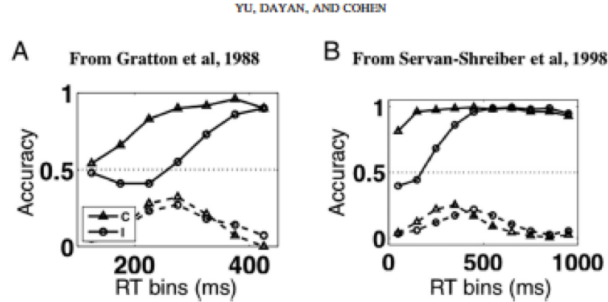 YU, DAYAN, AND COHEN
A From Gratton et al, 1988
1
0.5
0
Accuracy
C
I
200 400
RT bins (ms)
B From Servan-Shreiber et al, 1998
1
0.5
0
Accuracy
0 500 1000
RT bins (ms)